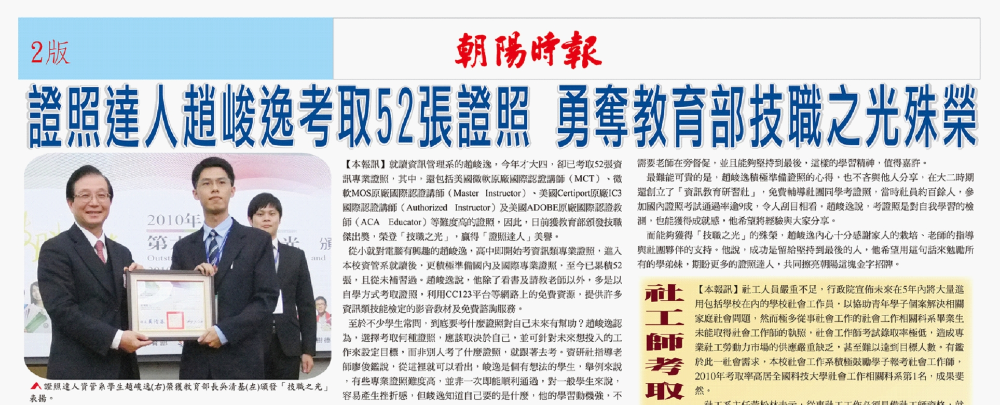 2版
朝陽時報
證照達人趙峻逸考取52張證照 勇奪教育部技職之光殊榮
2010年
第
光 頒
Outst
and
教育部
樹德
▲證照達人資管系學生趙峻逸(右)榮獲教育部長吳清基(左)頒發「技職之光」
表揚。
【本報訊】就讀資訊管理系的趙峻逸，今年才大四，卻已考取52張資
訊專業證照，其中，還包括美國微軟原廠國際認證講師（MCT）、微
軟MOS原廠國際認證講師（Master Instructor）、美國Certiport原廠IC3
國際認證講師（Authorized Instructor）及美國ADOBE原廠國際認證教
師（ACA Educator）等難度高的證照，因此，日前獲教育部頒發技職
傑出獎，榮登「技職之光」，贏得「證照達人」美譽。
從小就對電腦有興趣的趙峻逸，高中即開始考資訊類專業證照，進入
本校資管系就讀後，更積極準備國內及國際專業證照，至今已累積52
張，且從未補習過。趙峻逸說，他除了看書及請教老師以外，多是以
自學方式考取證照，利用CC123平台等網路上的免費資源，提供許多
資訊類技能檢定的影音教材及免費諮詢服務。
至於不少學生常問，到底要考什麼證照對自己未來有幫助？趙峻逸認
為，選擇考取何種證照，應該取決於自己，並可針對未來想投入的工
作來設定目標，而非別人考了什麼證照，就跟著去考。資研社指導老
師廖俊鑑說，從這裡就可以看出，峻逸是個有想法的學生，舉例來說
，有些專業證照難度高，並非一次即能順利通過，對一般學生來說，
容易產生挫折感，但峻逸知道自己要的是什麼，他的學習動機強，不
需要老師在旁督促，並且能夠堅持到最後，這樣的學習精神，值得嘉許。
最難能可貴的是，趙峻逸積極準備證照的心得，也不吝與他人分享，在大二時期
還創立了「資訊教育研習社」，免費輔導社團同學考證照，當時社員約百餘人，參
加國內證照考試通過率逾9成，令人刮目相看。趙峻逸說，考證照是對自我學習的檢
測，也能獲得成就感，他希望將經驗與大家分享。
而能夠獲得「技職之光」的殊榮，趙峻逸內心十分感謝家人的栽培、老師的指導
與社團夥伴的支持。他說，成功是留給堅持到最後的人，他希望用這句話來勉勵所
有的學弟妹，期盼更多的證照達人，共同擦亮朝陽這塊金字招牌。
社工師考取
【本報訊】社工人員嚴重不足，行政院宣佈未來在5年內將大量進
用包括學校在內的學校社會工作員，以協助青年學子個案解決相關
家庭社會問題，然而極多從事社會工作的社會工作相關科系畢業生
未能取得社會工作師的執照，社會工作師考試錄取率極低，造成專
業社工勞動力市場的供應嚴重缺乏，甚至難以達到目標人數。有鑑
於此一社會需求，本校社會工作系積極鼓勵學子報考社會工作師，
2010年考取率高居全國科技大學社會工作相關科系第1名，成果斐
然。